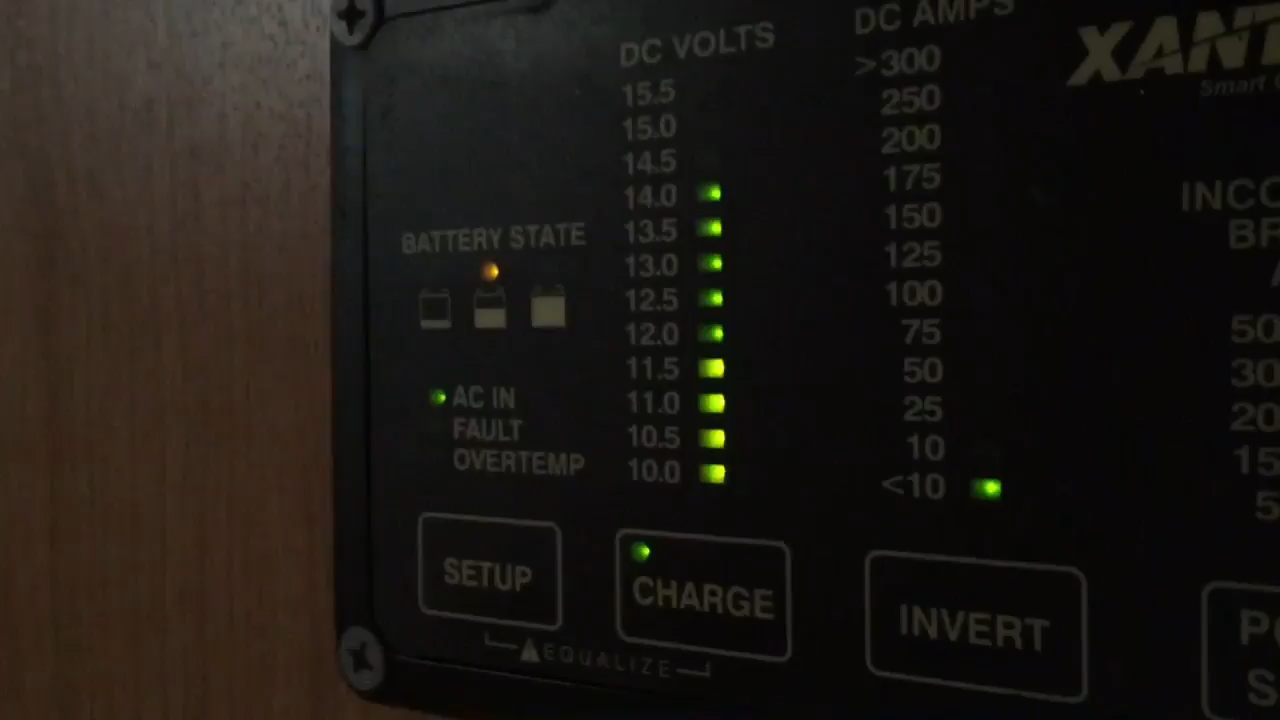 DC VOLTS
15.5
15.0
14.5
14.0
13.5
13.0
12.5
12.0
11.5
11.0
10.5
10.0
DC AMPS
>300
250
200
175
150
125
100
75
50
25
10
<10
BATTERY STATE
AC IN
FAULT
OVERTEMP
SETUP
CHARGE
EQUALIZE
INVERT
XANT
Smart
INCO
BR
50
30
20
15
5